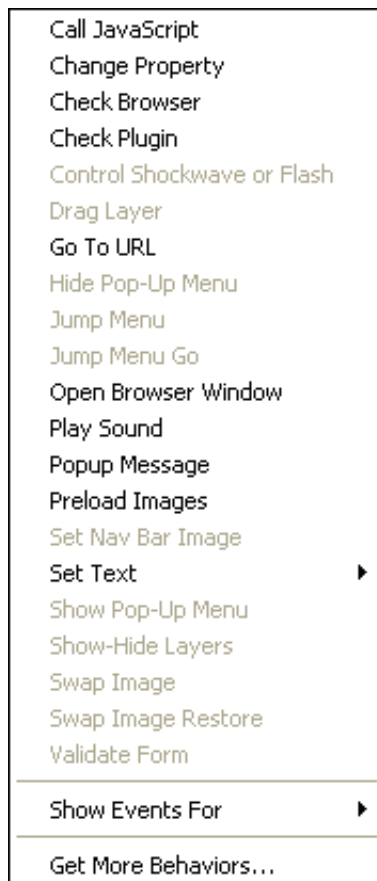 Call JavaScript
Change Property
Check Browser
Check Plugin
Control Shockwave or Flash
Drag Layer
Go To URL
Hide Pop-Up Menu
Jump Menu
Jump Menu Go
Open Browser Window
Play Sound
Popup Message
Preload Images
Set Nav Bar Image
Set Text
Show Pop-Up Menu
Show-Hide Layers
Swap Image
Swap Image Restore
Validate Form
Show Events For
Get More Behaviors...